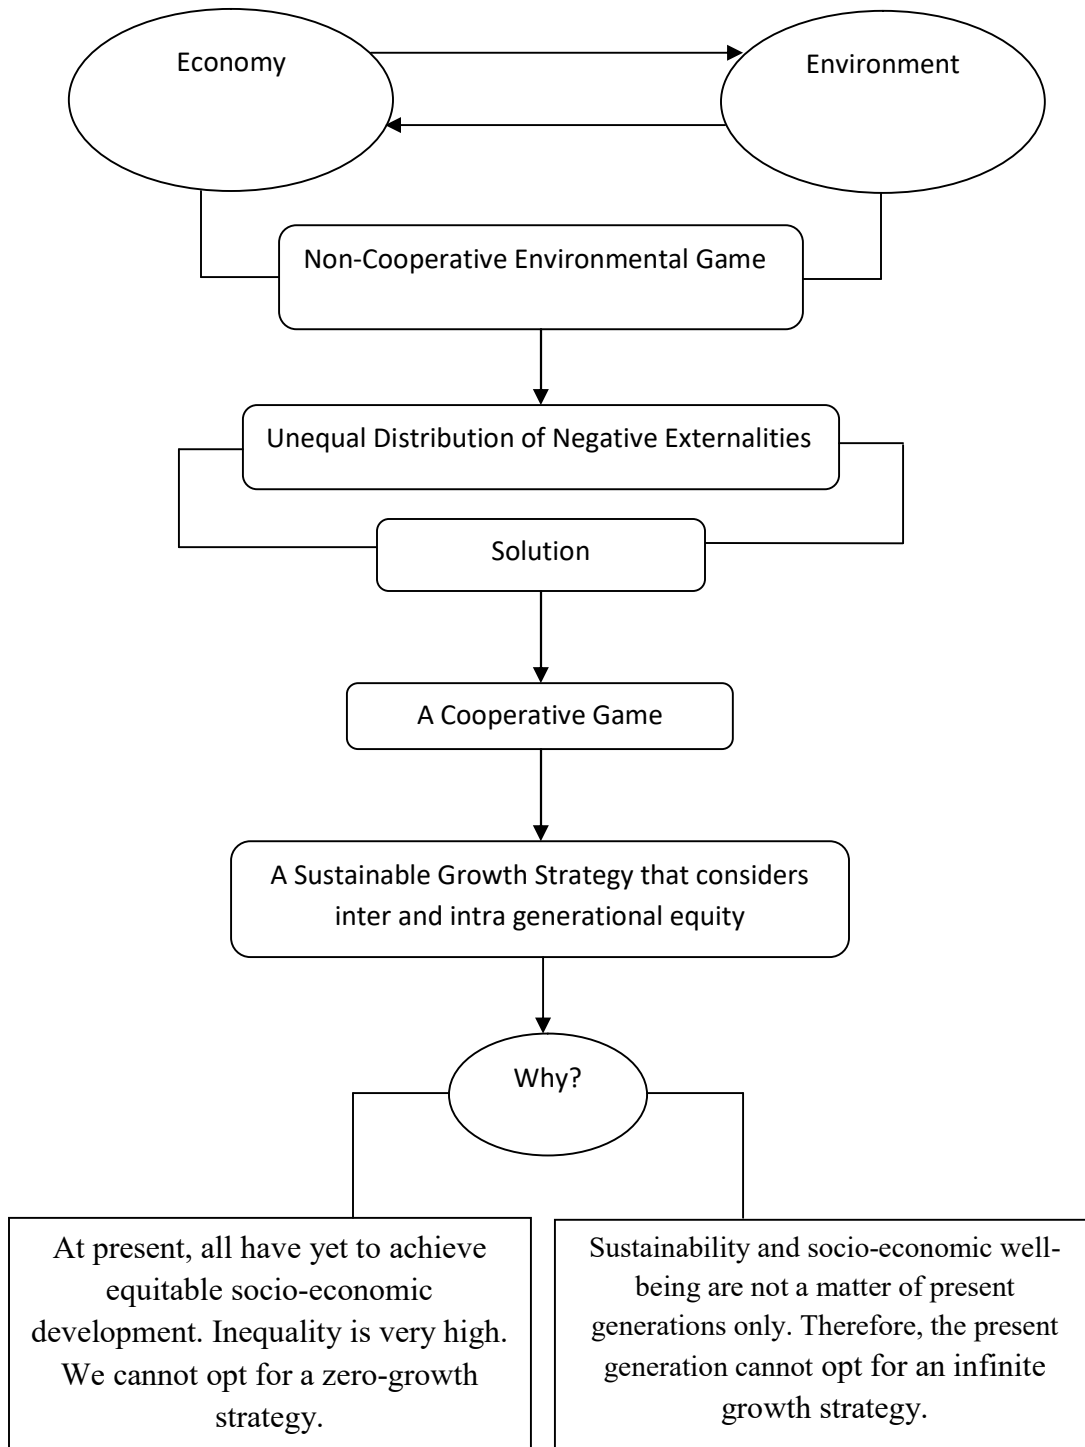 Economy
Environment
Non-Cooperative Environmental Game
Unequal Distribution of Negative Externalities
Solution
A Cooperative Game
A Sustainable Growth Strategy that considers
inter and intra generational equity
Why?
At present, all have yet to achieve
equitable socio-economic
development. Inequality is very high.
We cannot opt for a zero-growth
strategy.
Sustainability and socio-economic well-
being are not a matter of present
generations only. Therefore, the present
generation cannot opt for an infinite
growth strategy.